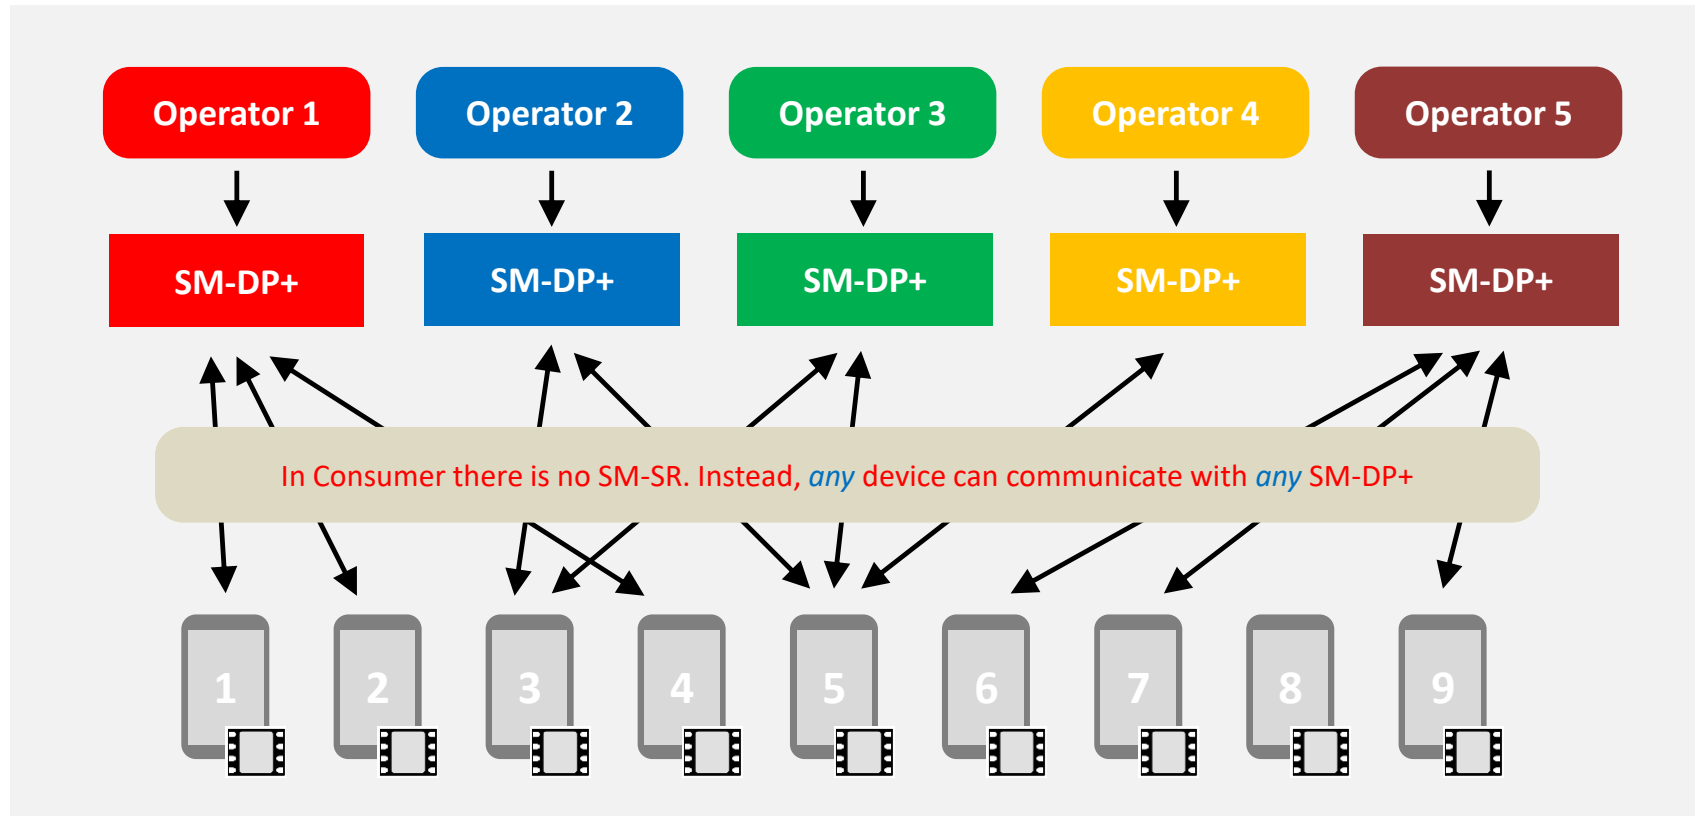 Operator 1
Operator 2
Operator 3
Operator 4
Operator 5
SM-DP+
SM-DP+
SM-DP+
SM-DP+
SM-DP+
In Consumer there is no SM-SR. Instead, any device can communicate with any SM-DP+
1
2
3
4
5
6
7
8
9